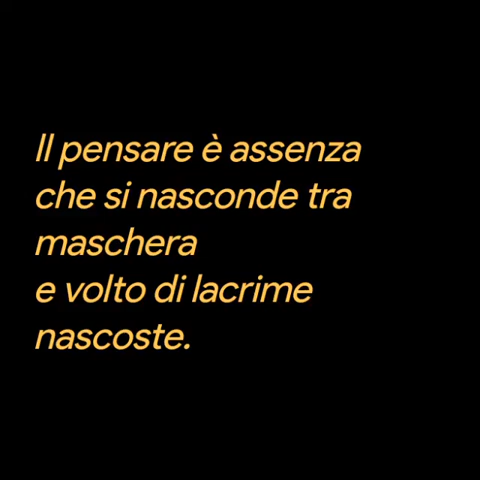 Il pensare è assenza
che si nasconde tra
maschera
e volto di lacrime
nascoste.